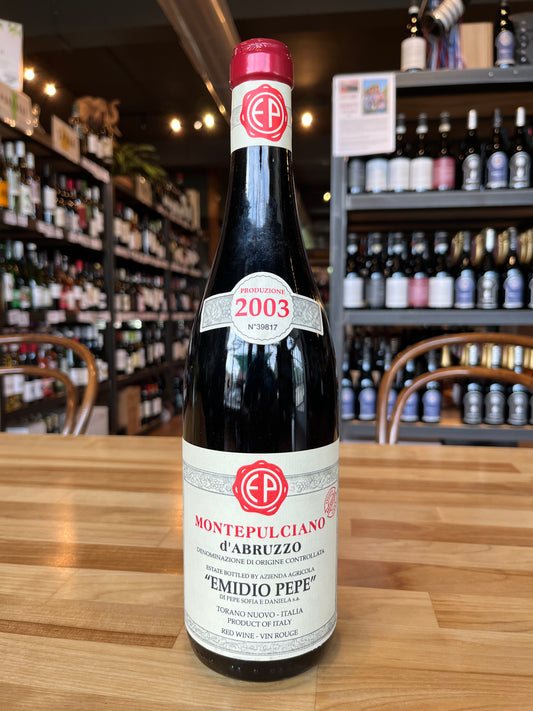 EP
PRODUZIONE
2003
N°39817
EP
MONTEPULCIANO
d'ABRUZZO
DENOMINAZIONE DI ORIGINE CONTROLLATA
ESTATE BOTTLED BY AZIENDA AGRICOLA
"EMIDIO PEPE"
DI PEPE SOFIA E DANIELA s.a.
TORANO NUOVO - ITALIA
PRODUCT OF ITALY
RED WINE - VIN ROUGE